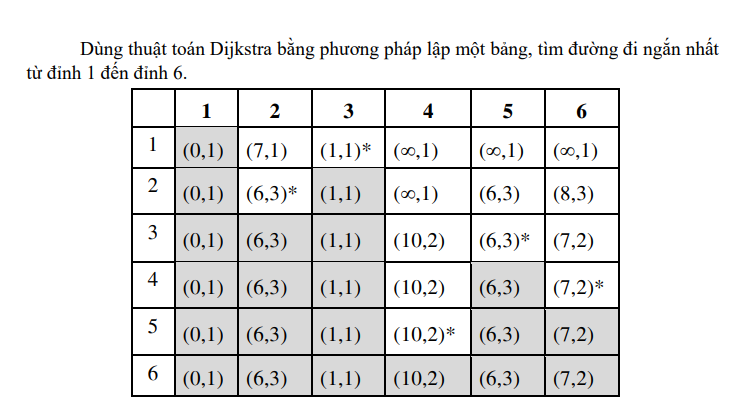 Dùng thuật toán Dijkstra bằng phương pháp lập một bảng, tìm đường đi ngắn nhất
từ đỉnh 1 đến đỉnh 6.
1 2 3 4 5 6
1 (0,1) (7,1) (1,1)* (∞,1) (∞,1) (∞,1)
2 (0,1) (6,3)* (1,1) (∞,1) (6,3) (8,3)
3 (0,1) (6,3) (1,1) (10,2) (6,3)* (7,2)
4 (0,1) (6,3) (1,1) (10,2) (6,3) (7,2)*
5 (0,1) (6,3) (1,1) (10,2)* (6,3) (7,2)
6 (0,1) (6,3) (1,1) (10,2) (6,3) (7,2)